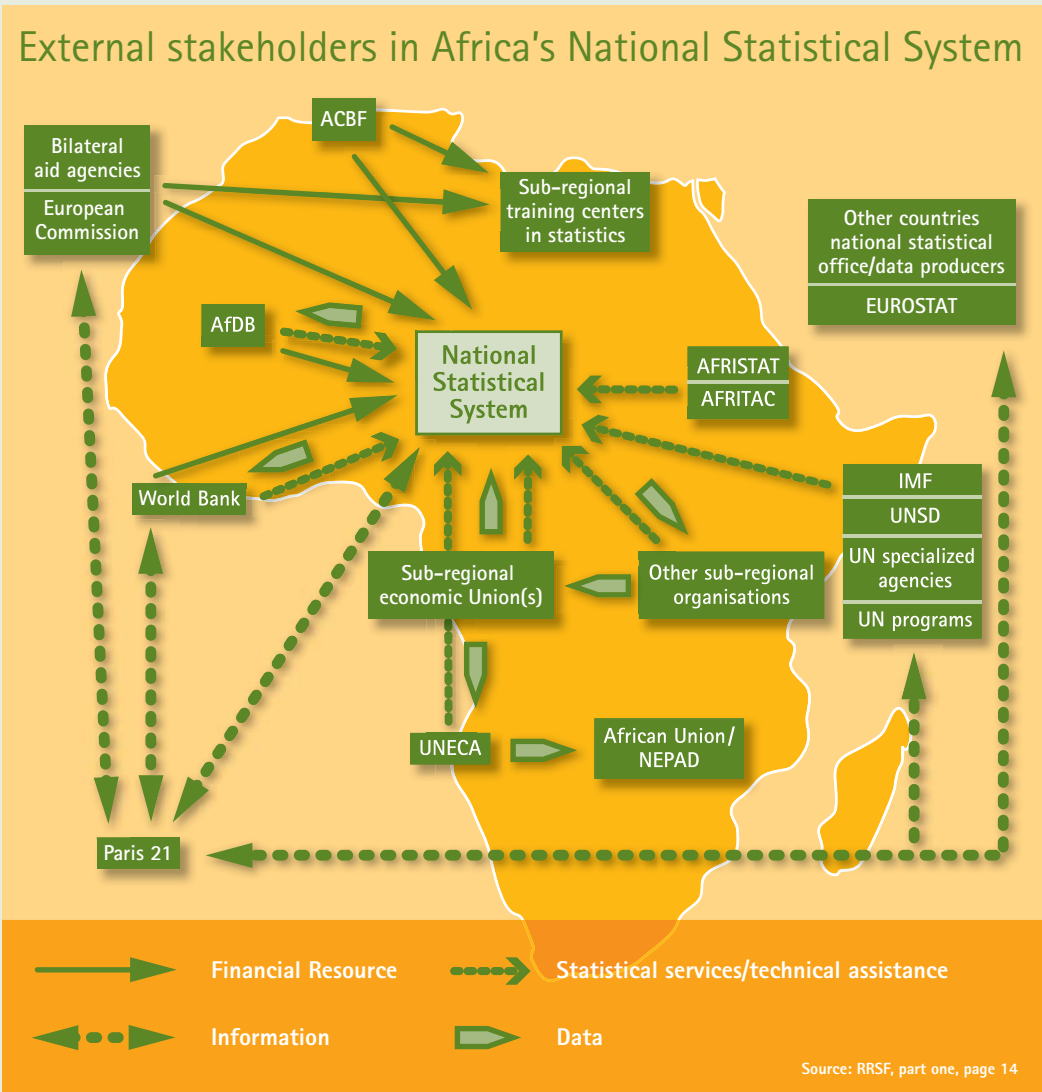 External stakeholders in Africa's National Statistical System
ACBF
Bilateral
aid agencies
European
Commission
Sub-regional
training centers
in statistics
Other countries
national statistical
office/data producers
EUROSTAT
AfDB
National
Statistical
System
AFRISTAT
AFRITAC
World Bank
IMF
UNSD
UN specialized
agencies
UN programs
Sub-regional
economic Union(s)
Other sub-regional
organisations
UNECA
African Union/
NEPAD
Paris 21
Financial Resource
Statistical services/technical assistance
Information
Data
Source: RRSF, part one, page 14